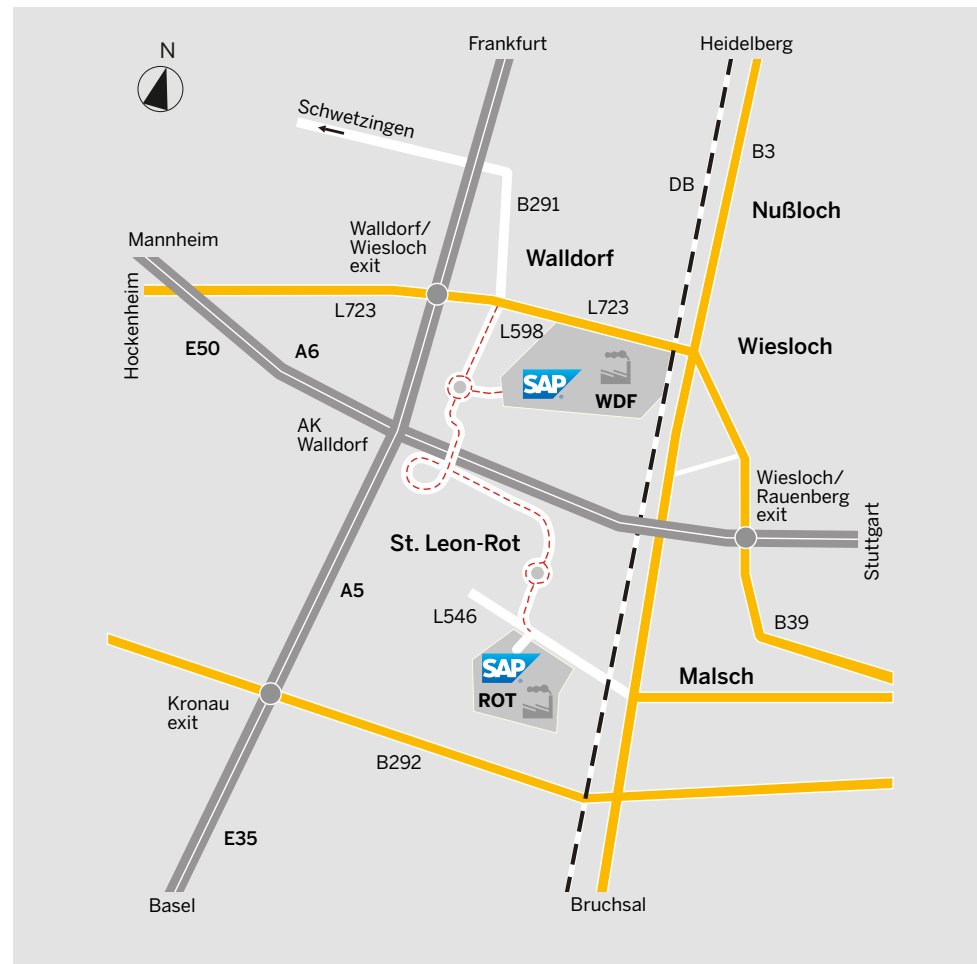 Frankfurt
Heidelberg
N
Schwetzingen
B3
DB
B291
Nußloch
Walldorf/
Wiesloch
exit
Mannheim
Walldorf
Hockenheim
L723
L723
L598
E50
A6
Wiesloch
SAP
®
WDF
AK
Walldorf
Wiesloch/
Rauenberg
exit
Stuttgart
St. Leon-Rot
A5
L546
B39
SAP
®
ROT
Malsch
Kronau
exit
B292
E35
Basel
Bruchsal